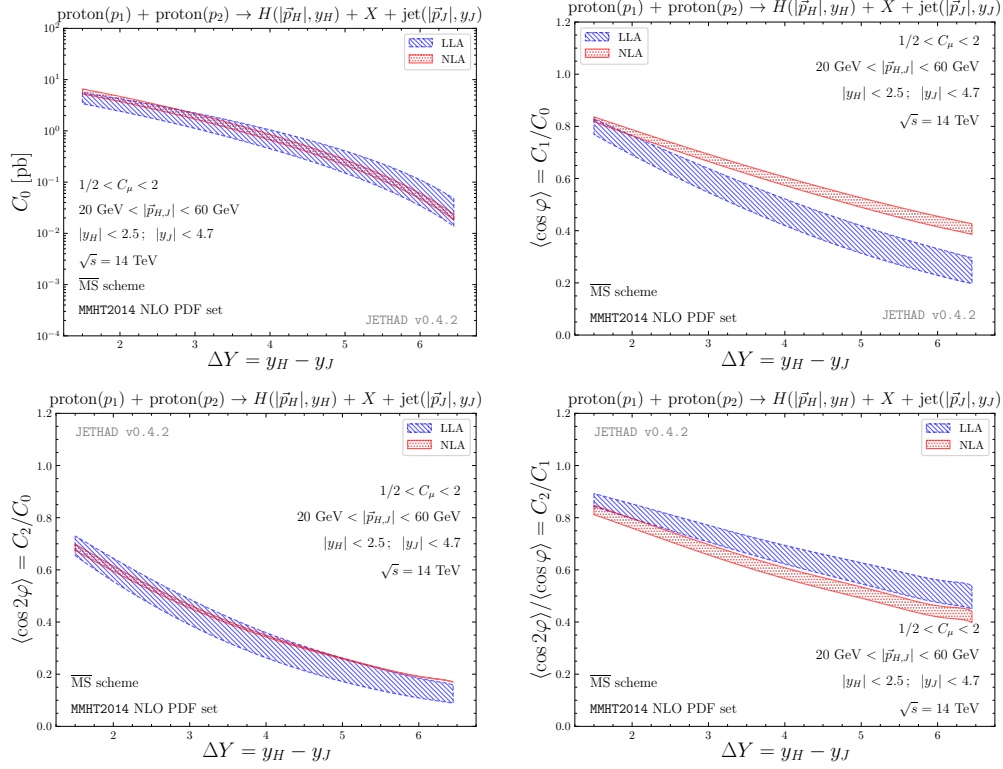 proton(p₁) + proton(p₂) → H(|p⃗_H|, y_H) + X + jet(|p⃗_J|, y_J)
LLA
NLA
10²
10¹
10⁰
10⁻¹
10⁻²
10⁻³
10⁻⁴
C₀ [pb]
1/2 < C_μ < 2
20 GeV < |p⃗_{H,J}| < 60 GeV
|y_H| < 2.5 ; |y_J| < 4.7
√s = 14 TeV
M̅S̅ scheme
MMHT2014 NLO PDF set
JETHAD v0.4.2
2 3 4 5 6
ΔY = y_H − y_J
proton(p₁) + proton(p₂) → H(|p⃗_H|, y_H) + X + jet(|p⃗_J|, y_J)
LLA
NLA
1/2 < C_μ < 2
20 GeV < |p⃗_{H,J}| < 60 GeV
|y_H| < 2.5 ; |y_J| < 4.7
√s = 14 TeV
1.2
1.0
0.8
0.6
0.4
0.2
0.0
⟨cos φ⟩ = C₁/C₀
M̅S̅ scheme
MMHT2014 NLO PDF set
JETHAD v0.4.2
2 3 4 5 6
ΔY = y_H − y_J
proton(p₁) + proton(p₂) → H(|p⃗_H|, y_H) + X + jet(|p⃗_J|, y_J)
JETHAD v0.4.2
LLA
NLA
1/2 < C_μ < 2
20 GeV < |p⃗_{H,J}| < 60 GeV
|y_H| < 2.5 ; |y_J| < 4.7
√s = 14 TeV
1.2
1.0
0.8
0.6
0.4
0.2
0.0
⟨cos 2φ⟩ = C₂/C₀
M̅S̅ scheme
MMHT2014 NLO PDF set
2 3 4 5 6
ΔY = y_H − y_J
proton(p₁) + proton(p₂) → H(|p⃗_H|, y_H) + X + jet(|p⃗_J|, y_J)
JETHAD v0.4.2
LLA
NLA
1.2
1.0
0.8
0.6
0.4
0.2
0.0
⟨cos 2φ⟩/⟨cos φ⟩ = C₂/C₁
1/2 < C_μ < 2
20 GeV < |p⃗_{H,J}| < 60 GeV
|y_H| < 2.5 ; |y_J| < 4.7
√s = 14 TeV
M̅S̅ scheme
MMHT2014 NLO PDF set
2 3 4 5 6
ΔY = y_H − y_J